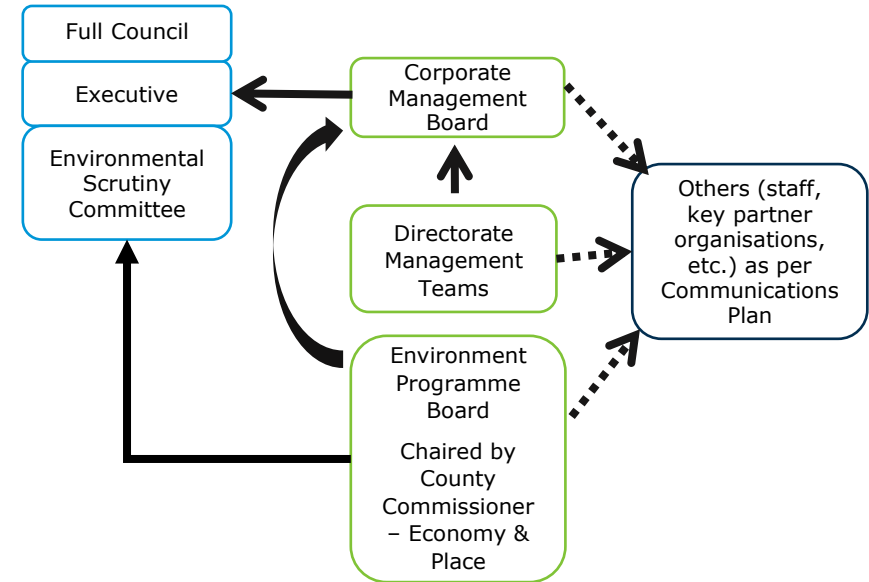 Full Council
Executive
Environmental
Scrutiny
Committee
Corporate
Management
Board
Directorate
Management
Teams
Environment
Programme
Board
Chaired by
County
Commissioner
– Economy &
Place
Others (staff,
key partner
organisations,
etc.) as per
Communications
Plan